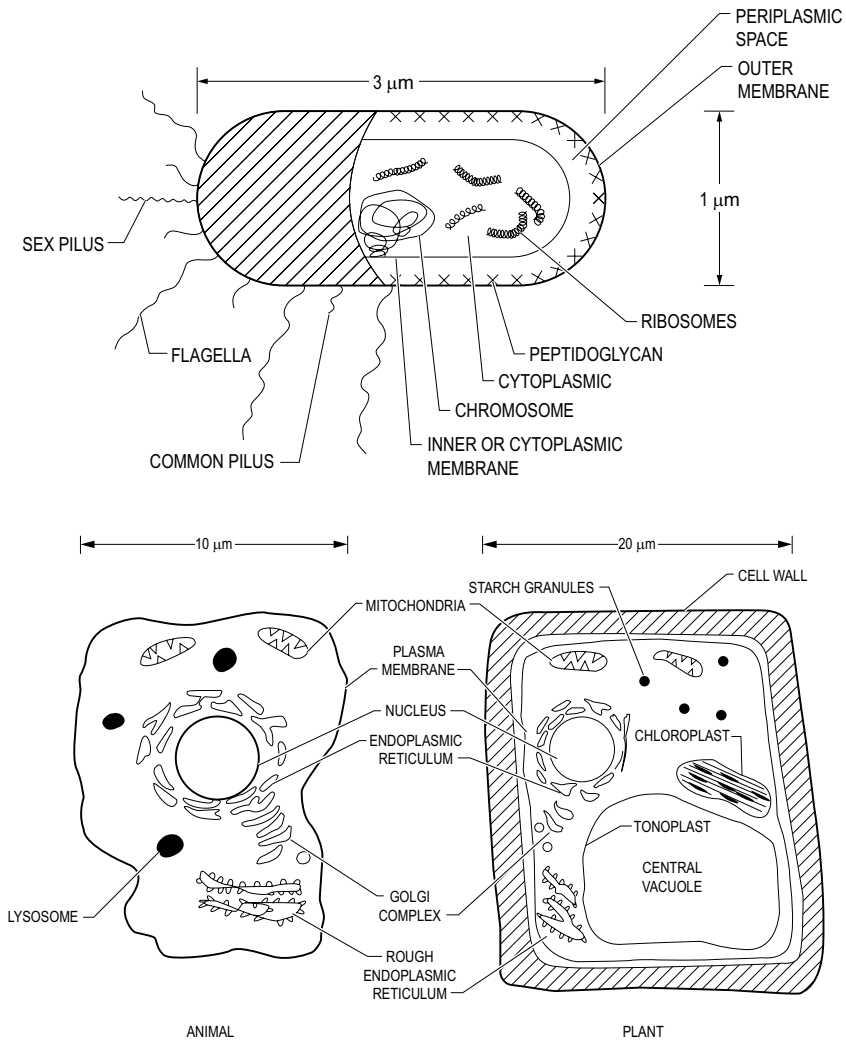 PERIPLASMIC
SPACE
OUTER
MEMBRANE
3 μm
1 μm
SEX PILUS
RIBOSOMES
FLAGELLA
PEPTIDOGLYCAN
CYTOPLASMIC
CHROMOSOME
COMMON PILUS
INNER OR CYTOPLASMIC
MEMBRANE
10 μm
20 μm
STARCH GRANULES
CELL WALL
MITOCHONDRIA
PLASMA
MEMBRANE
NUCLEUS
CHLOROPLAST
ENDOPLASMIC
RETICULUM
TONOPLAST
CENTRAL
VACUOLE
LYSOSOME
GOLGI
COMPLEX
ROUGH
ENDOPLASMIC
RETICULUM
ANIMAL
PLANT